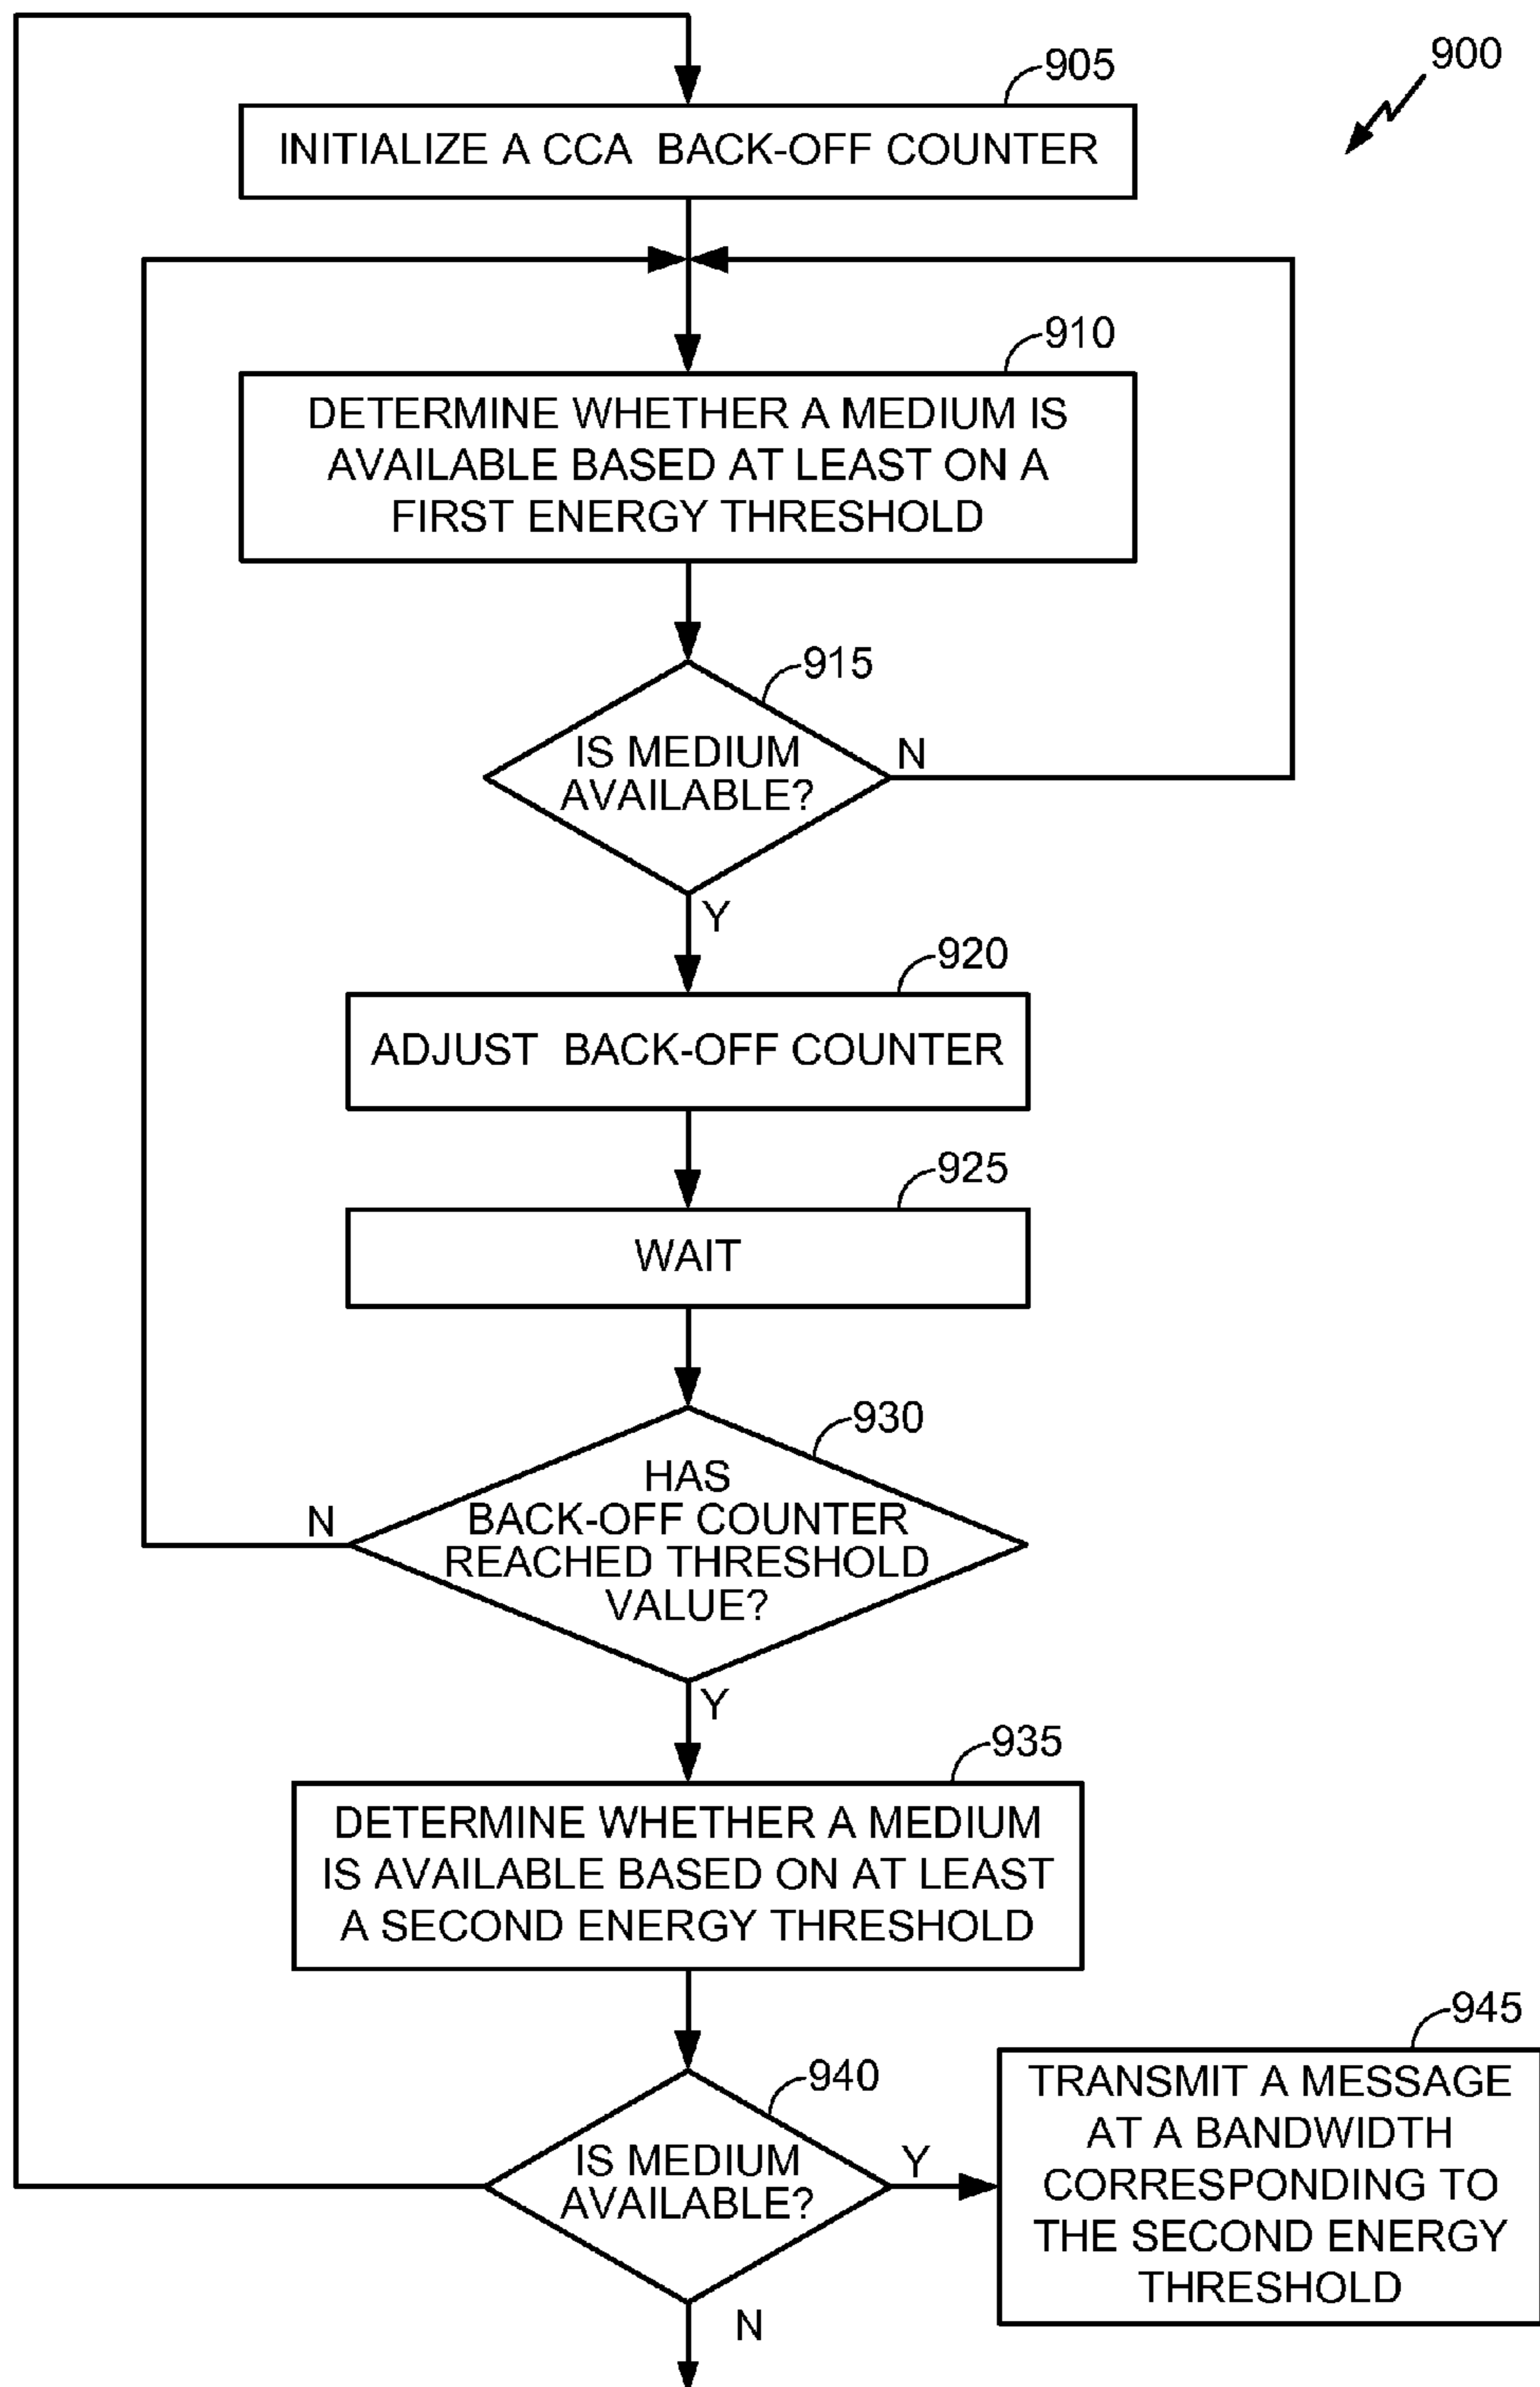 900
905
INITIALIZE A CCA BACK-OFF COUNTER
910
DETERMINE WHETHER A MEDIUM IS
AVAILABLE BASED AT LEAST ON A
FIRST ENERGY THRESHOLD
915
IS MEDIUM
AVAILABLE?
N
Y
920
ADJUST BACK-OFF COUNTER
925
WAIT
930
HAS
BACK-OFF COUNTER
REACHED THRESHOLD
VALUE?
N
Y
935
DETERMINE WHETHER A MEDIUM
IS AVAILABLE BASED ON AT LEAST
A SECOND ENERGY THRESHOLD
940
IS MEDIUM
AVAILABLE?
Y
N
945
TRANSMIT A MESSAGE
AT A BANDWIDTH
CORRESPONDING TO
THE SECOND ENERGY
THRESHOLD